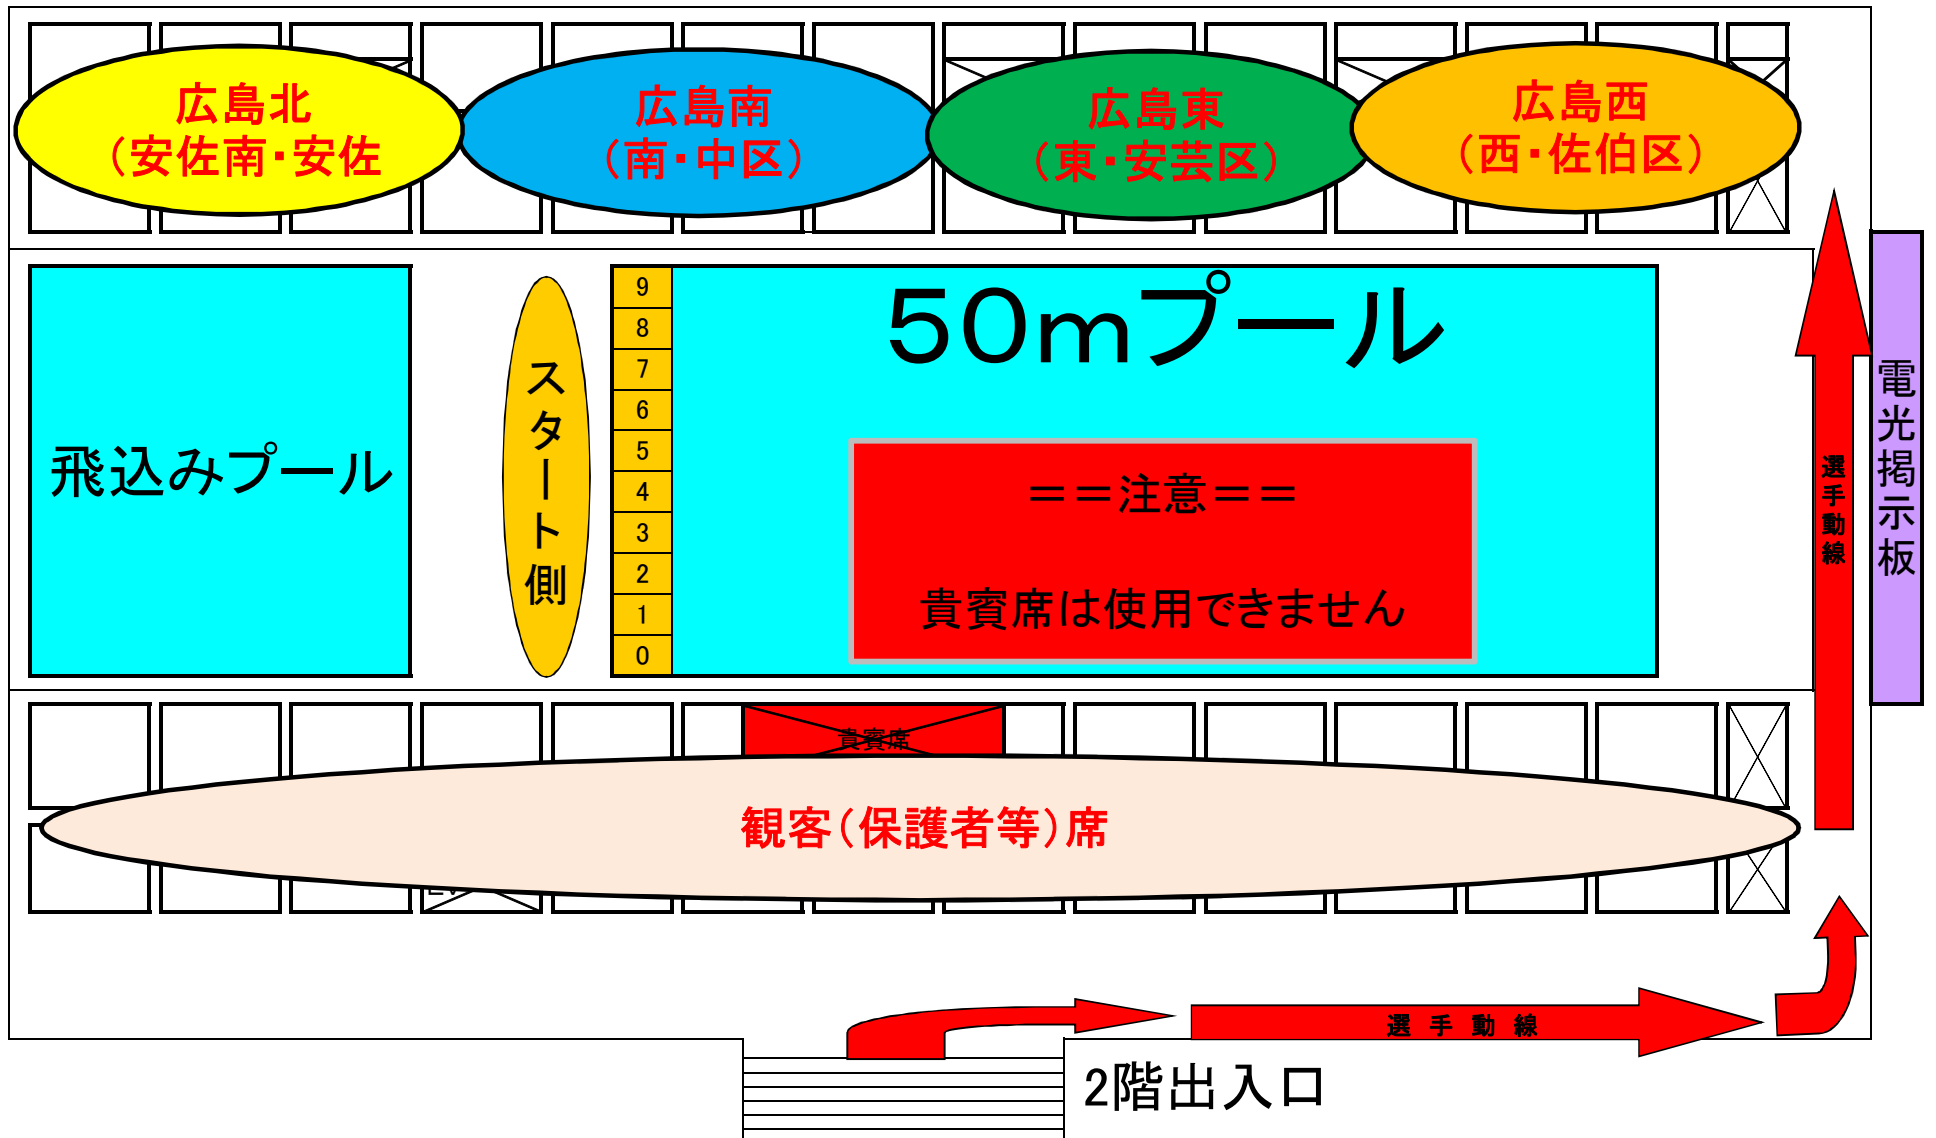 広島北
（安佐南・安佐
広島南
（南・中区）
広島東
（東・安芸区）
広島西
（西・佐伯区）
飛込みプール
スタート側
9
8
7
6
5
4
3
2
1
0
50mプール
＝＝注意＝＝
貴賓席は使用できません
選手動線
電光掲示板
貴賓席
観客（保護者等）席
選手動線
2階出入口